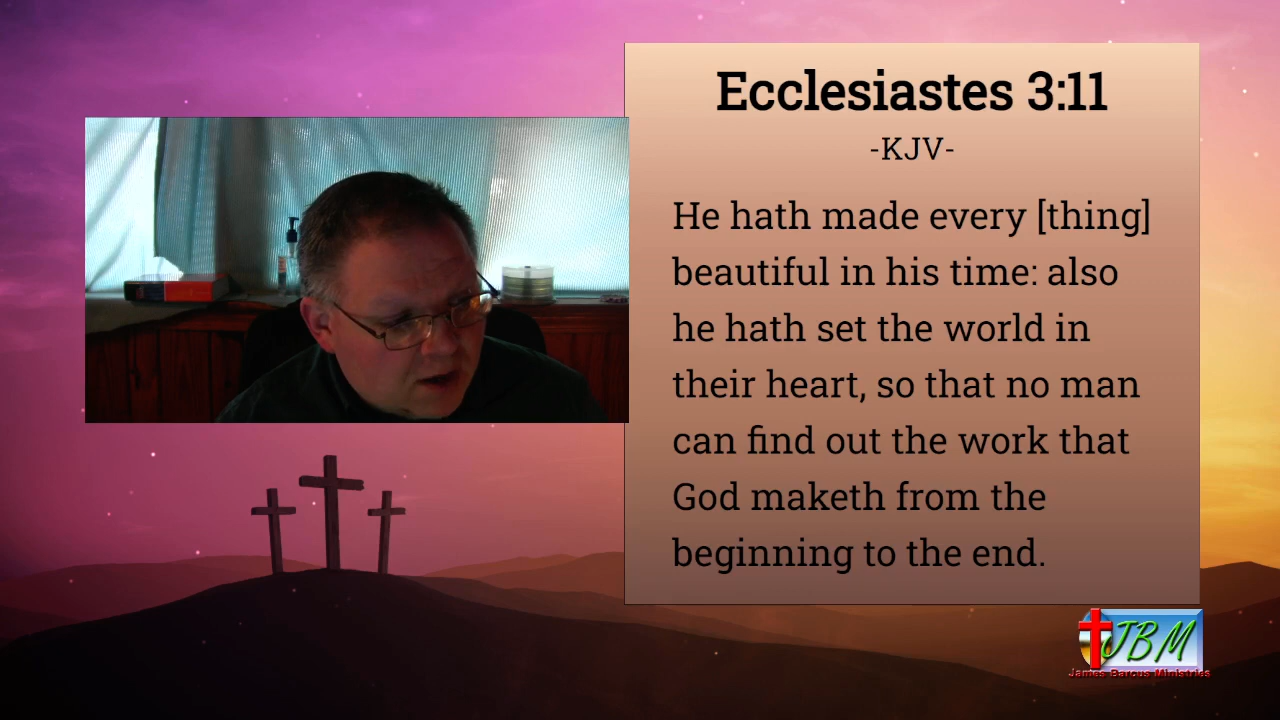 Ecclesiastes 3:11
-KJV-
He hath made every [thing]
beautiful in his time: also
he hath set the world in
their heart, so that no man
can find out the work that
God maketh from the
beginning to the end.
JBM
James Barous Ministries